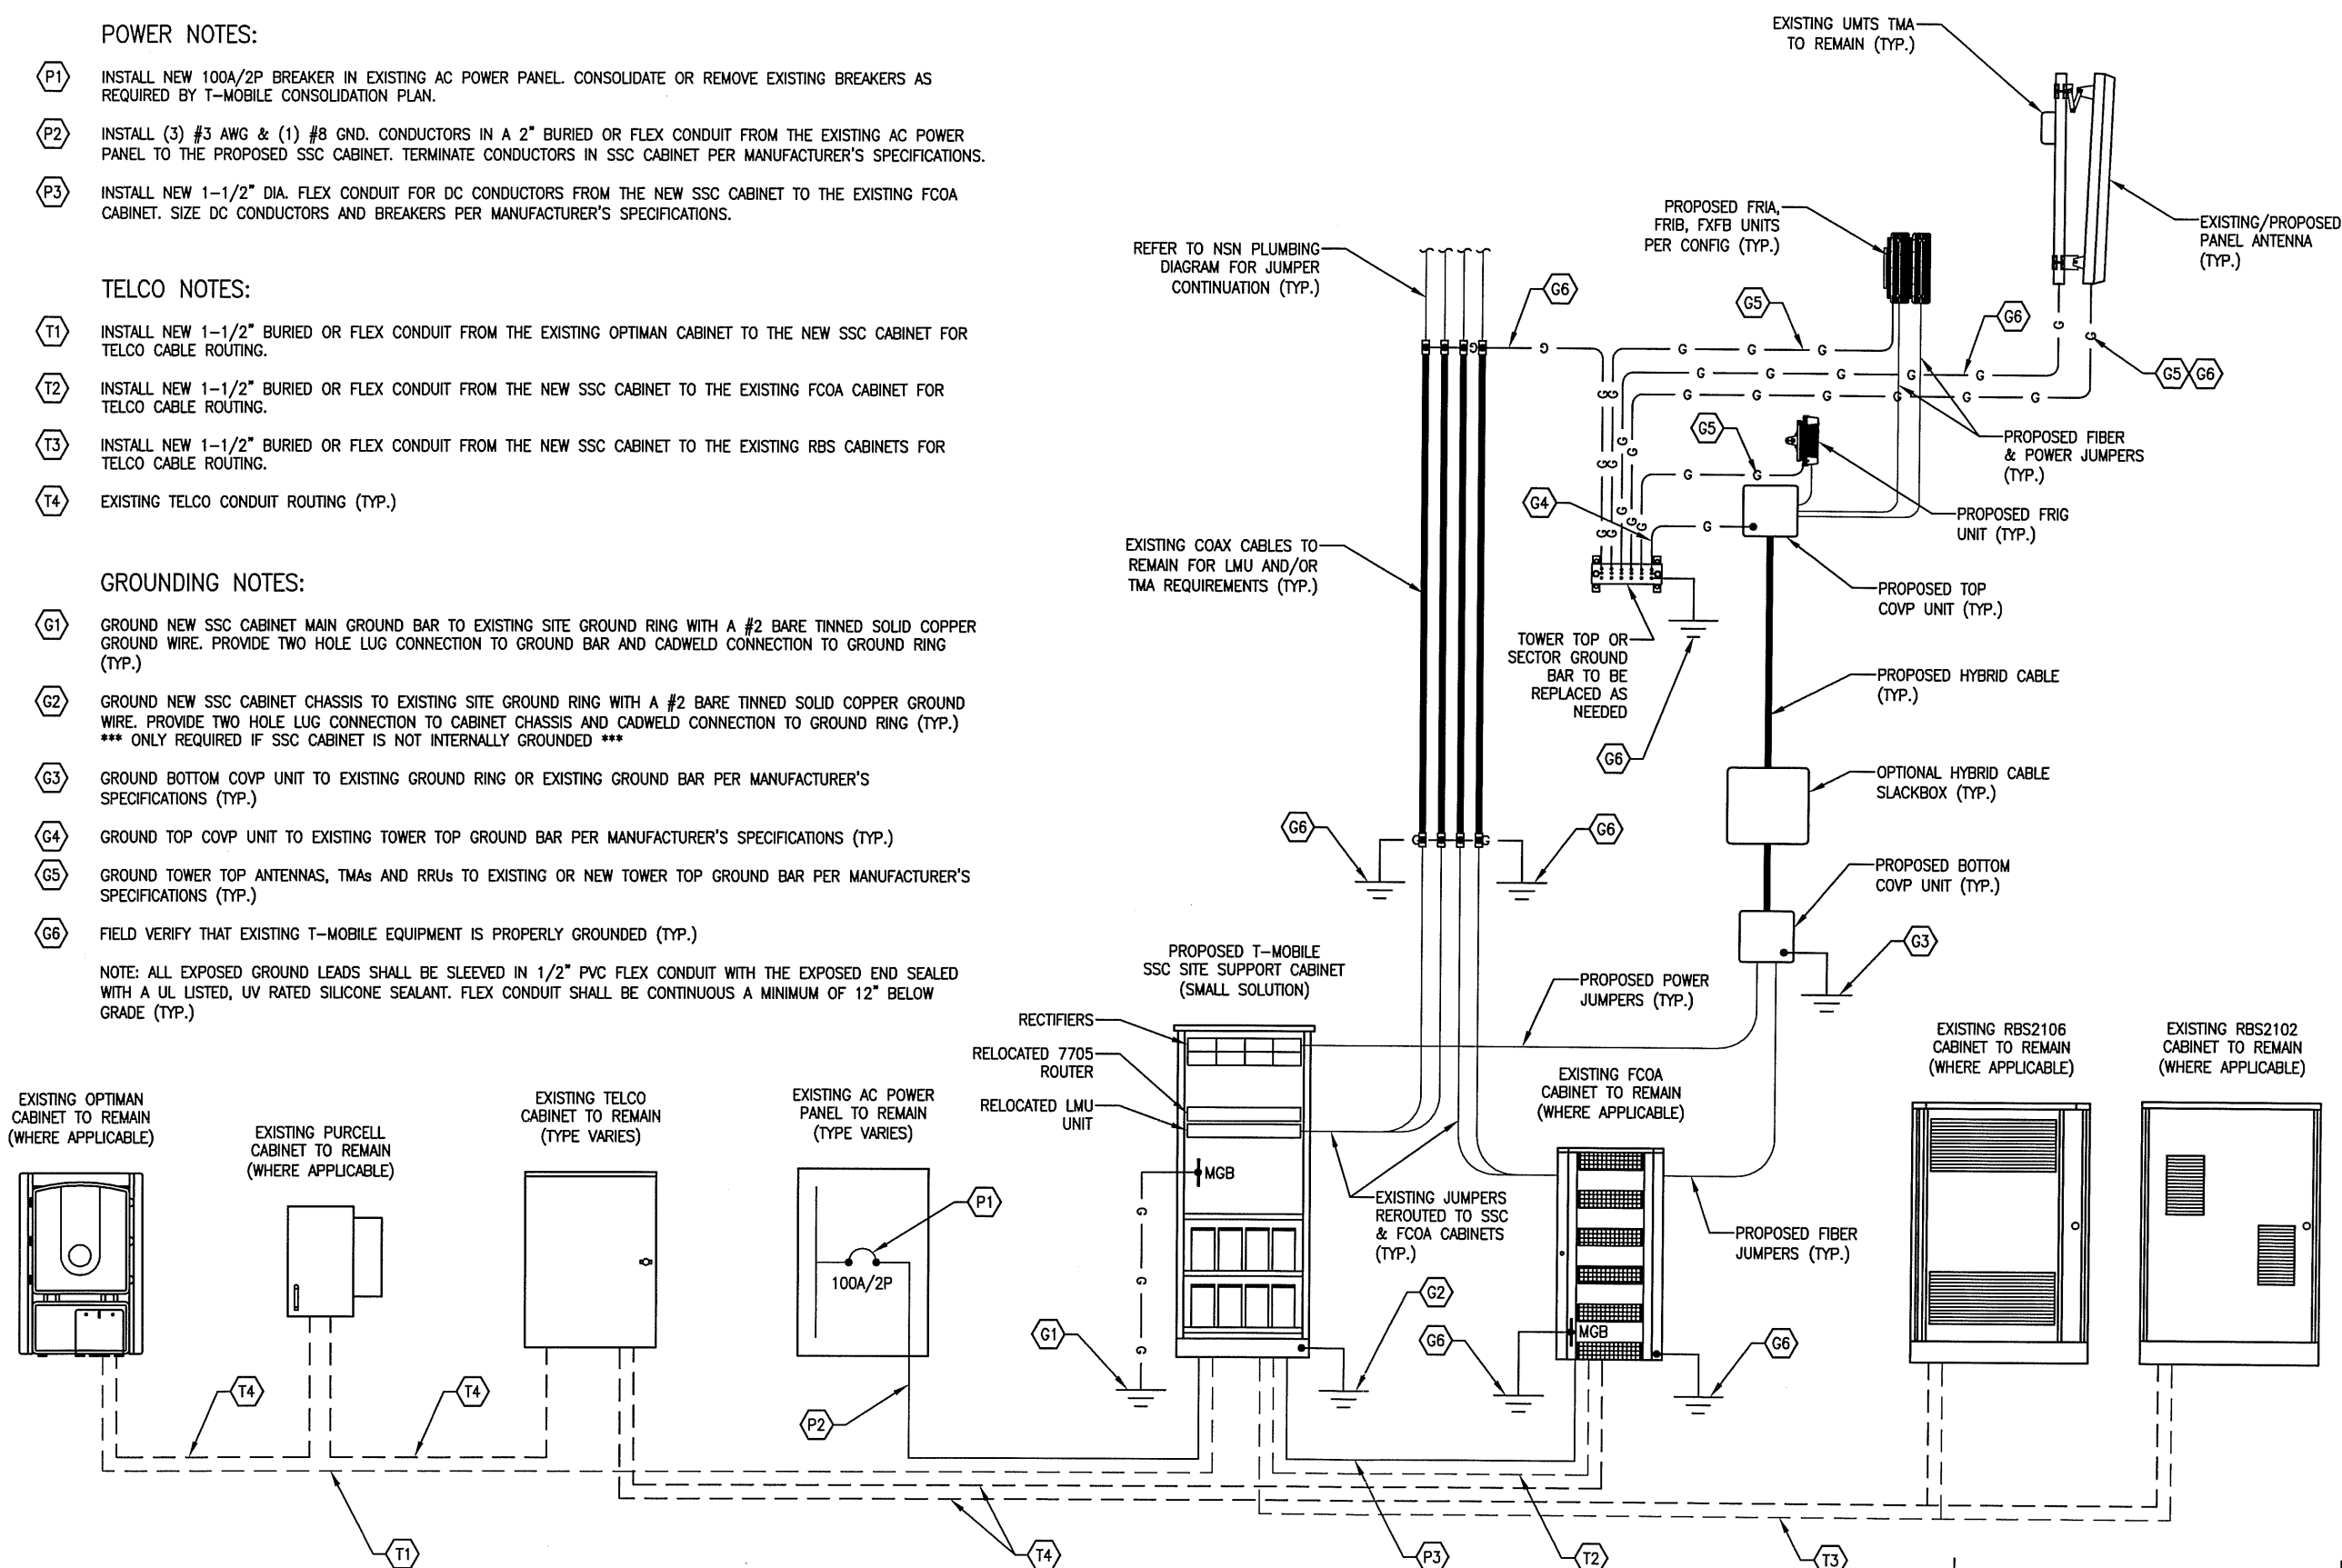 POWER NOTES:
P1
INSTALL NEW 100A/2P BREAKER IN EXISTING AC POWER PANEL. CONSOLIDATE OR REMOVE EXISTING BREAKERS AS
REQUIRED BY T-MOBILE CONSOLIDATION PLAN.
P2
INSTALL (3) #3 AWG & (1) #8 GND. CONDUCTORS IN A 2" BURIED OR FLEX CONDUIT FROM THE EXISTING AC POWER
PANEL TO THE PROPOSED SSC CABINET. TERMINATE CONDUCTORS IN SSC CABINET PER MANUFACTURER'S SPECIFICATIONS.
P3
INSTALL NEW 1-1/2" DIA. FLEX CONDUIT FOR DC CONDUCTORS FROM THE NEW SSC CABINET TO THE EXISTING FCOA
CABINET. SIZE DC CONDUCTORS AND BREAKERS PER MANUFACTURER'S SPECIFICATIONS.
TELCO NOTES:
T1
INSTALL NEW 1-1/2" BURIED OR FLEX CONDUIT FROM THE EXISTING OPTIMAN CABINET TO THE NEW SSC CABINET FOR
TELCO CABLE ROUTING.
T2
INSTALL NEW 1-1/2" BURIED OR FLEX CONDUIT FROM THE NEW SSC CABINET TO THE EXISTING FCOA CABINET FOR
TELCO CABLE ROUTING.
T3
INSTALL NEW 1-1/2" BURIED OR FLEX CONDUIT FROM THE NEW SSC CABINET TO THE EXISTING RBS CABINETS FOR
TELCO CABLE ROUTING.
T4
EXISTING TELCO CONDUIT ROUTING (TYP.)
GROUNDING NOTES:
G1
GROUND NEW SSC CABINET MAIN GROUND BAR TO EXISTING SITE GROUND RING WITH A #2 BARE TINNED SOLID COPPER
GROUND WIRE. PROVIDE TWO HOLE LUG CONNECTION TO GROUND BAR AND CADWELD CONNECTION TO GROUND RING
(TYP.)
G2
GROUND NEW SSC CABINET CHASSIS TO EXISTING SITE GROUND RING WITH A #2 BARE TINNED SOLID COPPER GROUND
WIRE. PROVIDE TWO HOLE LUG CONNECTION TO CABINET CHASSIS AND CADWELD CONNECTION TO GROUND RING (TYP.)
*** ONLY REQUIRED IF SSC CABINET IS NOT INTERNALLY GROUNDED ***
G3
GROUND BOTTOM COVP UNIT TO EXISTING GROUND RING OR EXISTING GROUND BAR PER MANUFACTURER'S
SPECIFICATIONS (TYP.)
G4
GROUND TOP COVP UNIT TO EXISTING TOWER TOP GROUND BAR PER MANUFACTURER'S SPECIFICATIONS (TYP.)
G5
GROUND TOWER TOP ANTENNAS, TMAs AND RRUs TO EXISTING OR NEW TOWER TOP GROUND BAR PER MANUFACTURER'S
SPECIFICATIONS (TYP.)
G6
FIELD VERIFY THAT EXISTING T-MOBILE EQUIPMENT IS PROPERLY GROUNDED (TYP.)
NOTE: ALL EXPOSED GROUND LEADS SHALL BE SLEEVED IN 1/2" PVC FLEX CONDUIT WITH THE EXPOSED END SEALED
WITH A UL LISTED, UV RATED SILICONE SEALANT. FLEX CONDUIT SHALL BE CONTINUOUS A MINIMUM OF 12" BELOW
GRADE (TYP.)
EXISTING UMTS TMA
TO REMAIN (TYP.)
PROPOSED FRIA,
FRIB, FXFB UNITS
PER CONFIG (TYP.)
EXISTING/PROPOSED
PANEL ANTENNA
(TYP.)
REFER TO NSN PLUMBING
DIAGRAM FOR JUMPER
CONTINUATION (TYP.)
G6
G5
G6
G5/G6
G G G G
G G G G G
G G G G G G
G5
G G
G4
G
PROPOSED FIBER
& POWER JUMPERS
(TYP.)
PROPOSED FRIG
UNIT (TYP.)
EXISTING COAX CABLES TO
REMAIN FOR LMU AND/OR
TMA REQUIREMENTS (TYP.)
PROPOSED TOP
COVP UNIT (TYP.)
TOWER TOP OR
SECTOR GROUND
BAR TO BE
REPLACED AS
NEEDED
G6
PROPOSED HYBRID CABLE
(TYP.)
OPTIONAL HYBRID CABLE
SLACKBOX (TYP.)
G6
G6
G G
PROPOSED BOTTOM
COVP UNIT (TYP.)
G3
PROPOSED T-MOBILE
SSC SITE SUPPORT CABINET
(SMALL SOLUTION)
PROPOSED POWER
JUMPERS (TYP.)
RECTIFIERS
RELOCATED 7705
ROUTER
RELOCATED LMU
UNIT
EXISTING FCOA
CABINET TO REMAIN
(WHERE APPLICABLE)
EXISTING RBS2106
CABINET TO REMAIN
(WHERE APPLICABLE)
EXISTING RBS2102
CABINET TO REMAIN
(WHERE APPLICABLE)
EXISTING OPTIMAN
CABINET TO REMAIN
(WHERE APPLICABLE)
EXISTING PURCELL
CABINET TO REMAIN
(WHERE APPLICABLE)
EXISTING TELCO
CABINET TO REMAIN
(TYPE VARIES)
EXISTING AC POWER
PANEL TO REMAIN
(TYPE VARIES)
MGB
P1
100A/2P
G
G
G
EXISTING JUMPERS
REROUTED TO SSC
& FCOA CABINETS
(TYP.)
PROPOSED FIBER
JUMPERS (TYP.)
G1
G2
G6
MGB
G6
T4
T4
P2
T1
T4
P3
T2
T3